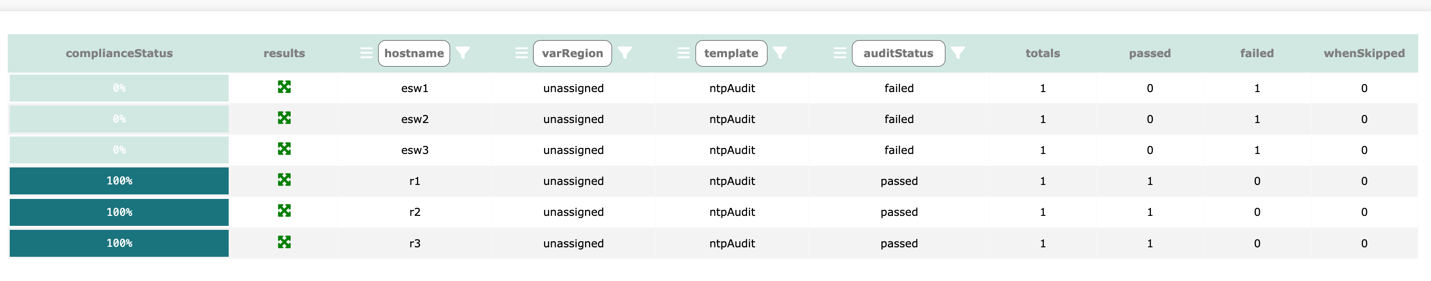 complianceStatus results hostname varRegion template auditStatus totals passed failed whenSkipped
0% esw1 unassigned ntpAudit failed 1 0 1 0
0% esw2 unassigned ntpAudit failed 1 0 1 0
0% esw3 unassigned ntpAudit failed 1 0 1 0
100% r1 unassigned ntpAudit passed 1 1 0 0
100% r2 unassigned ntpAudit passed 1 1 0 0
100% r3 unassigned ntpAudit passed 1 1 0 0